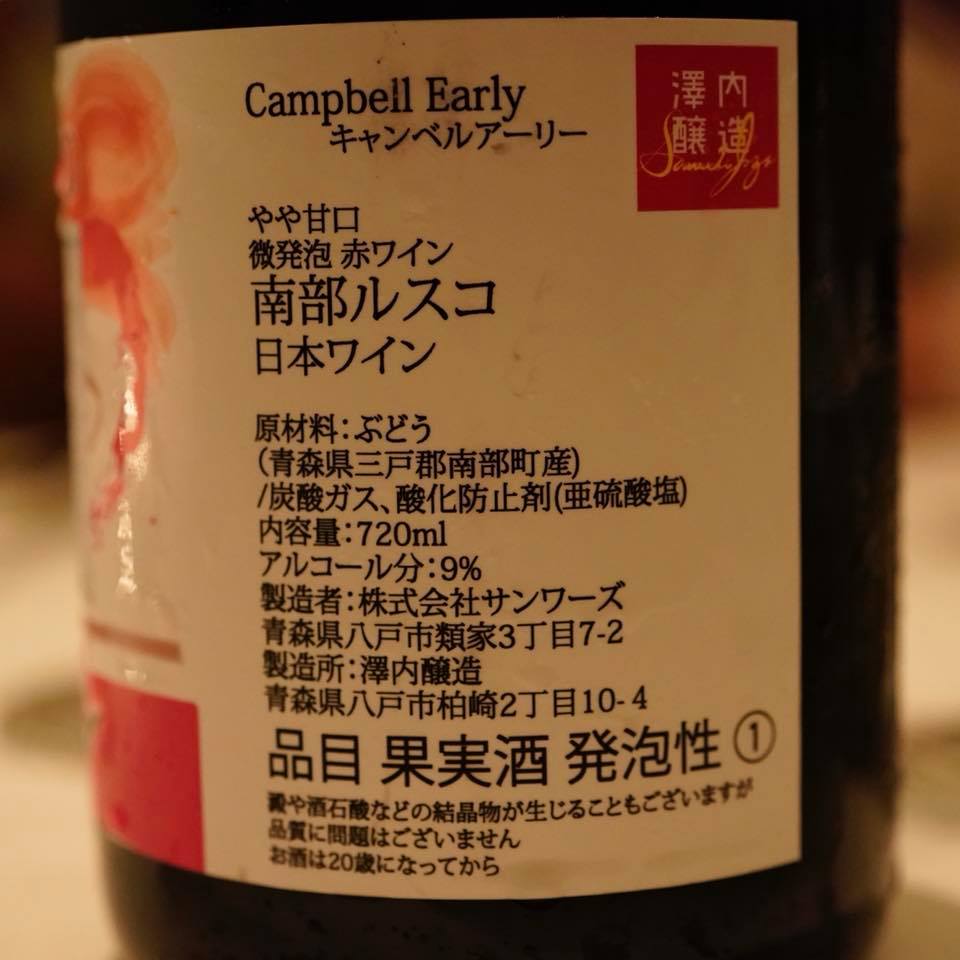 Campbell Early
キャンベルアーリー
澤内
醸造
やや甘口
微発泡 赤ワイン
南部ルスコ
日本ワイン
原材料：ぶどう
(青森県三戸郡南部町産)
/炭酸ガス、酸化防止剤(亜硫酸塩)
内容量：720ml
アルコール分：9%
製造者：株式会社サンワーズ
青森県八戸市類家3丁目7-2
製造所：澤内醸造
青森県八戸市柏崎2丁目10-4
品目 果実酒 発泡性 ①
澱や酒石酸などの結晶物が生じることもございますが
品質に問題はございません
お酒は20歳になってから